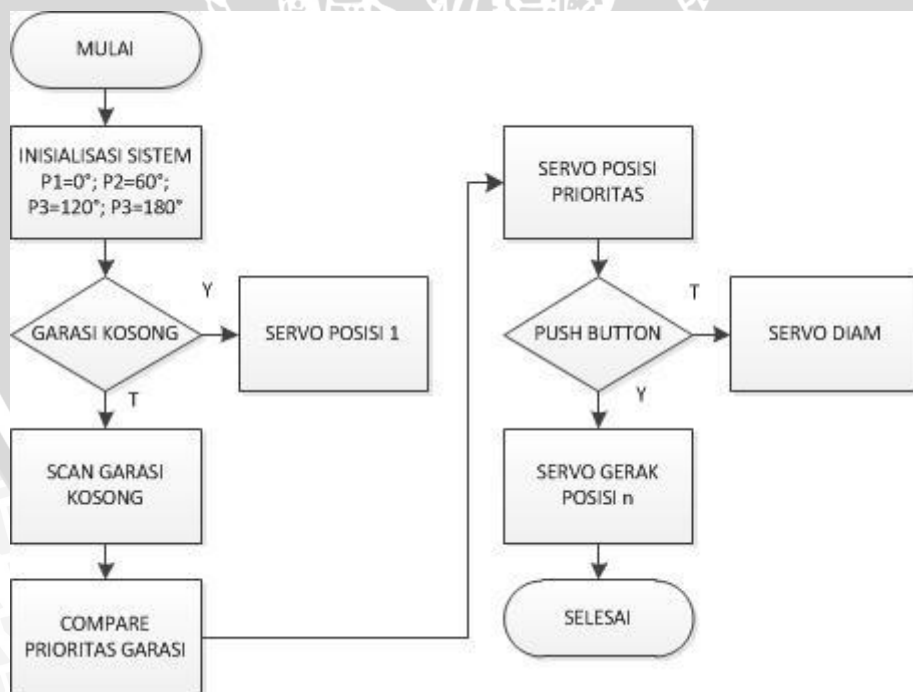 MULAI
INISIALISASI SISTEM
P1=0°; P2=60°;
P3=120°; P3=180°
GARASI KOSONG
Y
SERVO POSISI 1
T
SCAN GARASI
KOSONG
COMPARE
PRIORITAS GARASI
SERVO POSISI
PRIORITAS
PUSH BUTTON
T
SERVO DIAM
Y
SERVO GERAK
POSISI n
SELESAI